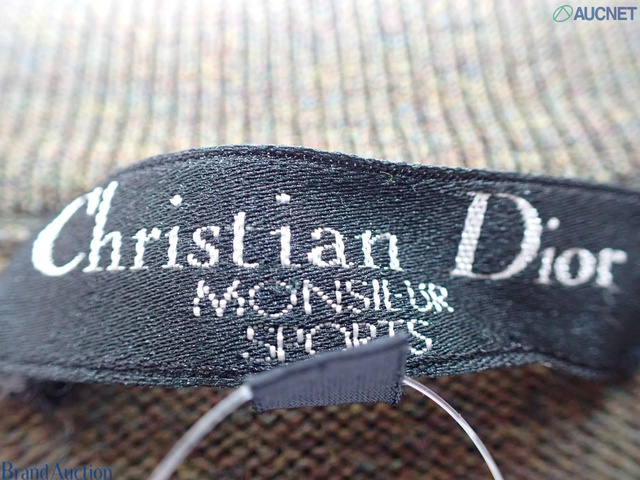 AUCNET
Christian Dior
MONSIEUR
SPORTS
Brand Auction